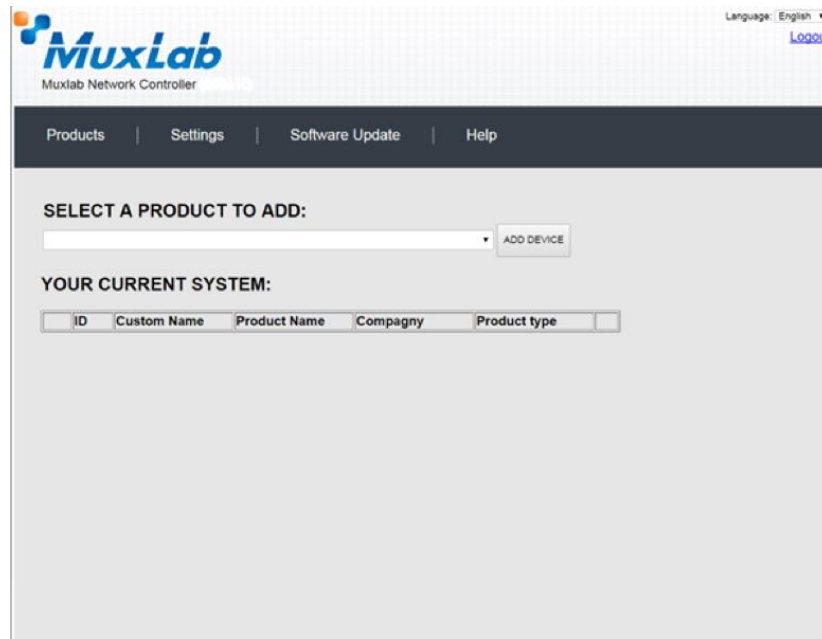 Language: English
Logou
MuxLab
Muxlab Network Controller
Products | Settings | Software Update | Help
SELECT A PRODUCT TO ADD:
ADD DEVICE
YOUR CURRENT SYSTEM:
ID Custom Name Product Name Compagny Product type